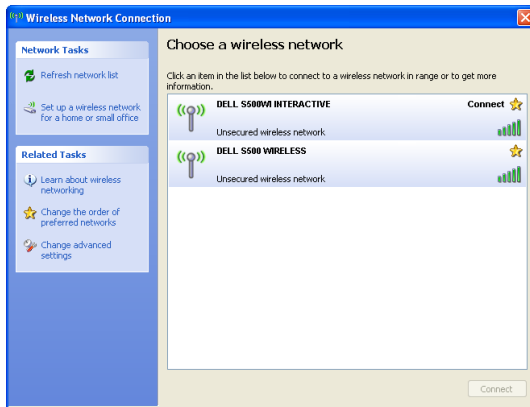 Wireless Network Connection
Network Tasks
Refresh network list
Set up a wireless network
for a home or small office
Related Tasks
Learn about wireless
networking
Change the order of
preferred networks
Change advanced
settings
Choose a wireless network
Click an item in the list below to connect to a wireless network in range or to get more
information.
DELL S500WI INTERACTIVE
Connect
Unsecured wireless network
DELL S500 WIRELESS
Unsecured wireless network
Connect